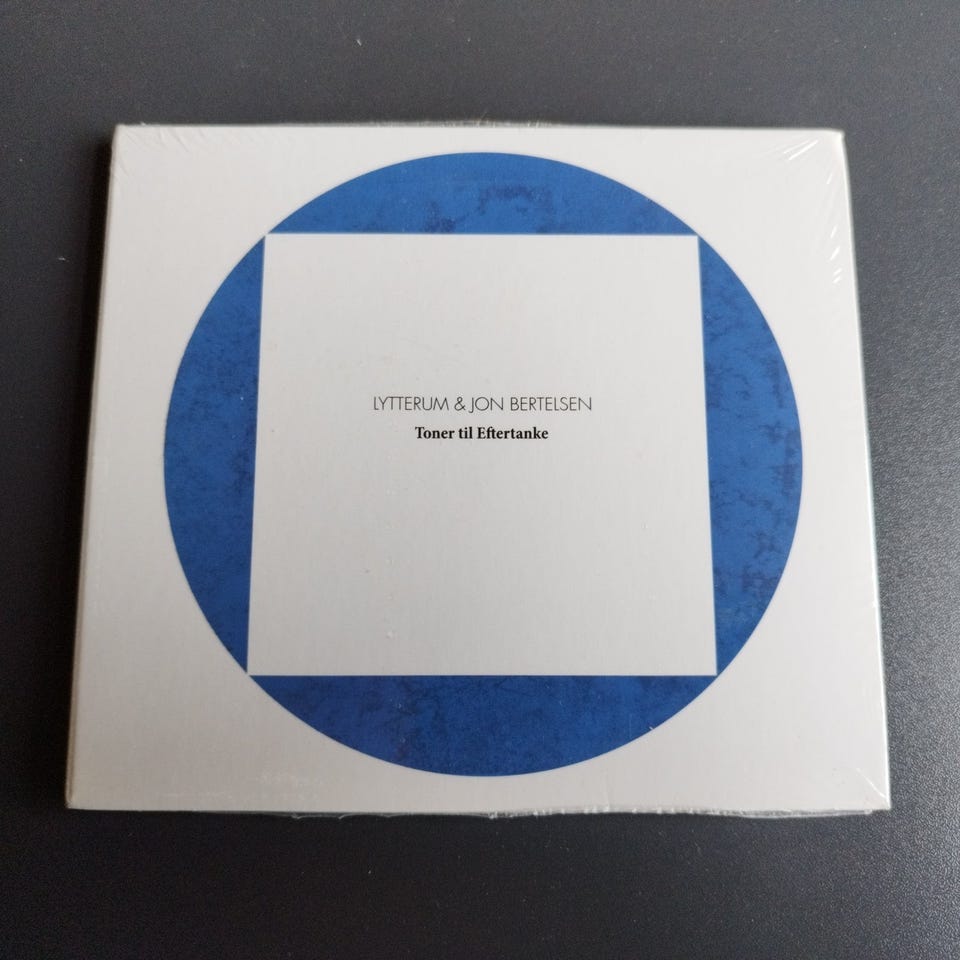 LYTTERUM & JON BERTELSEN
Toner til Eftertanke